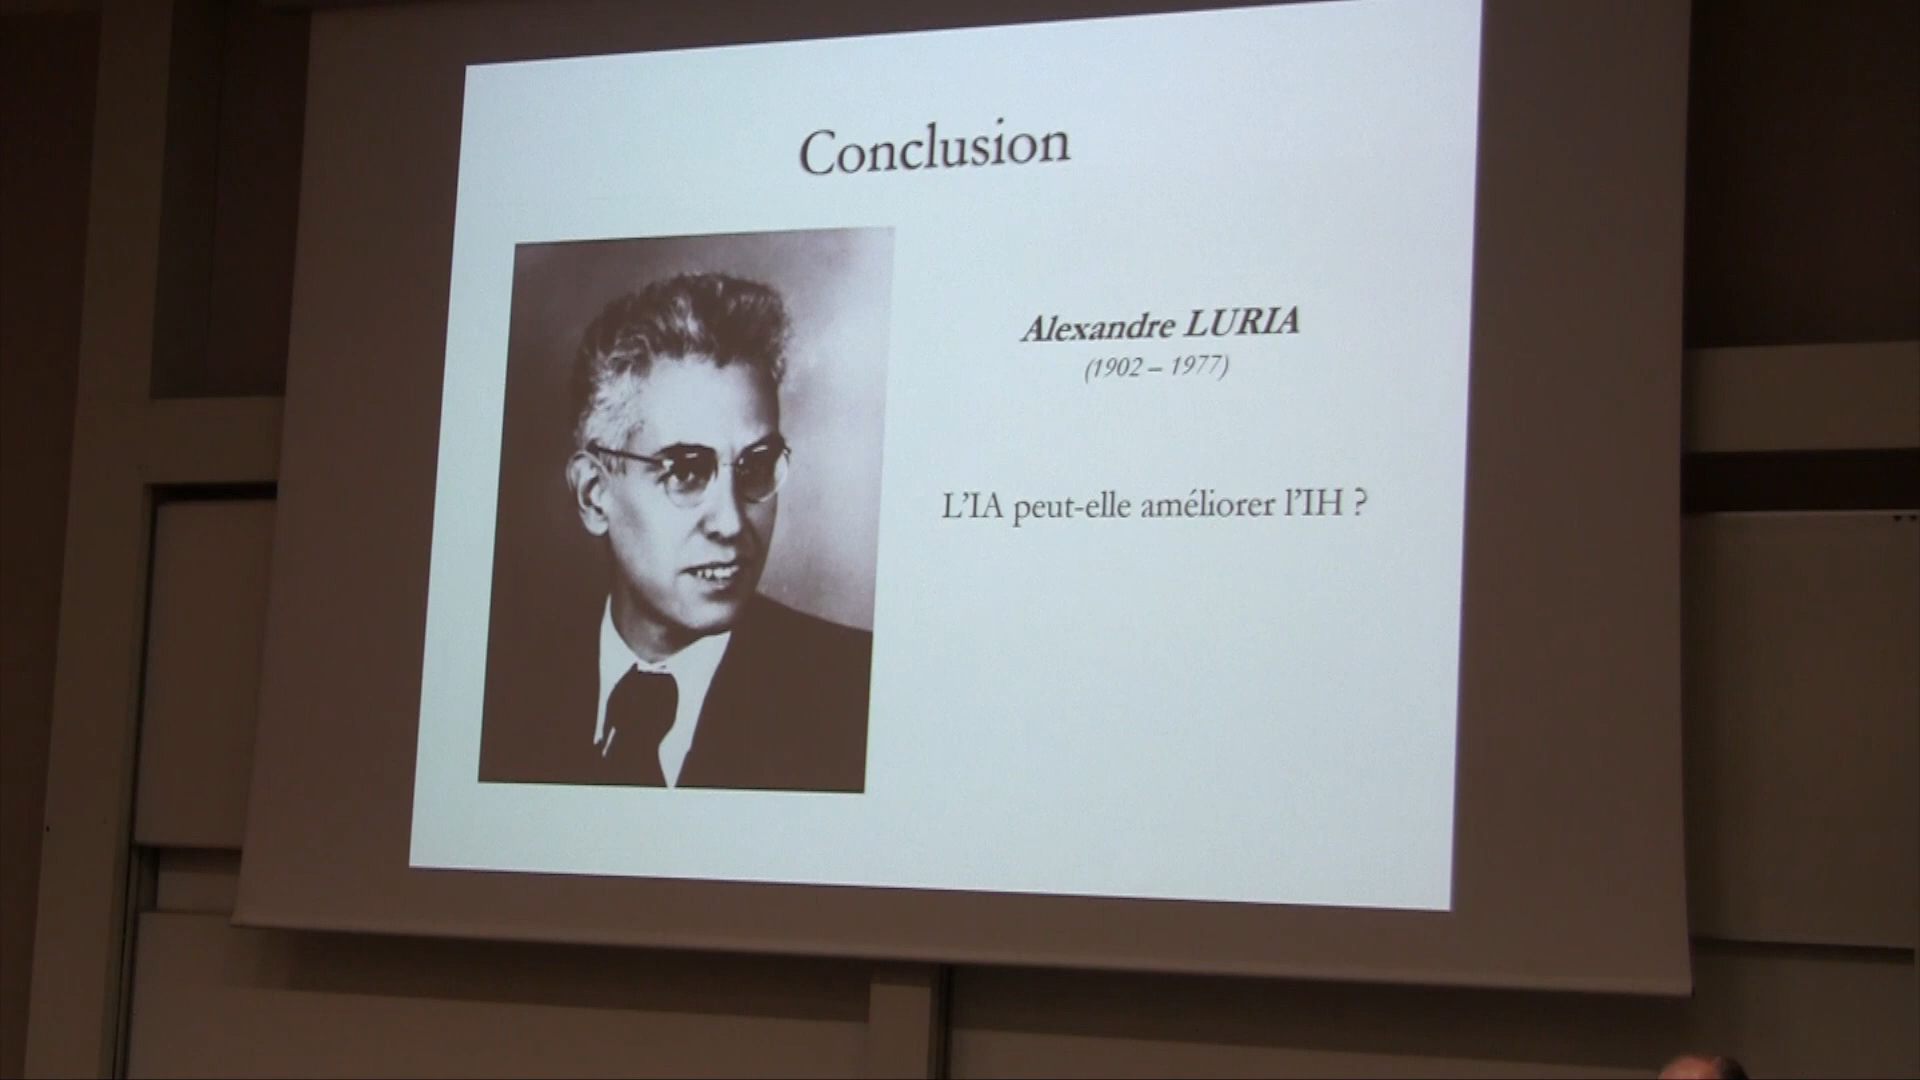 Conclusion
Alexandre LURIA
(1902 – 1977)
L’IA peut-elle améliorer l’IH ?